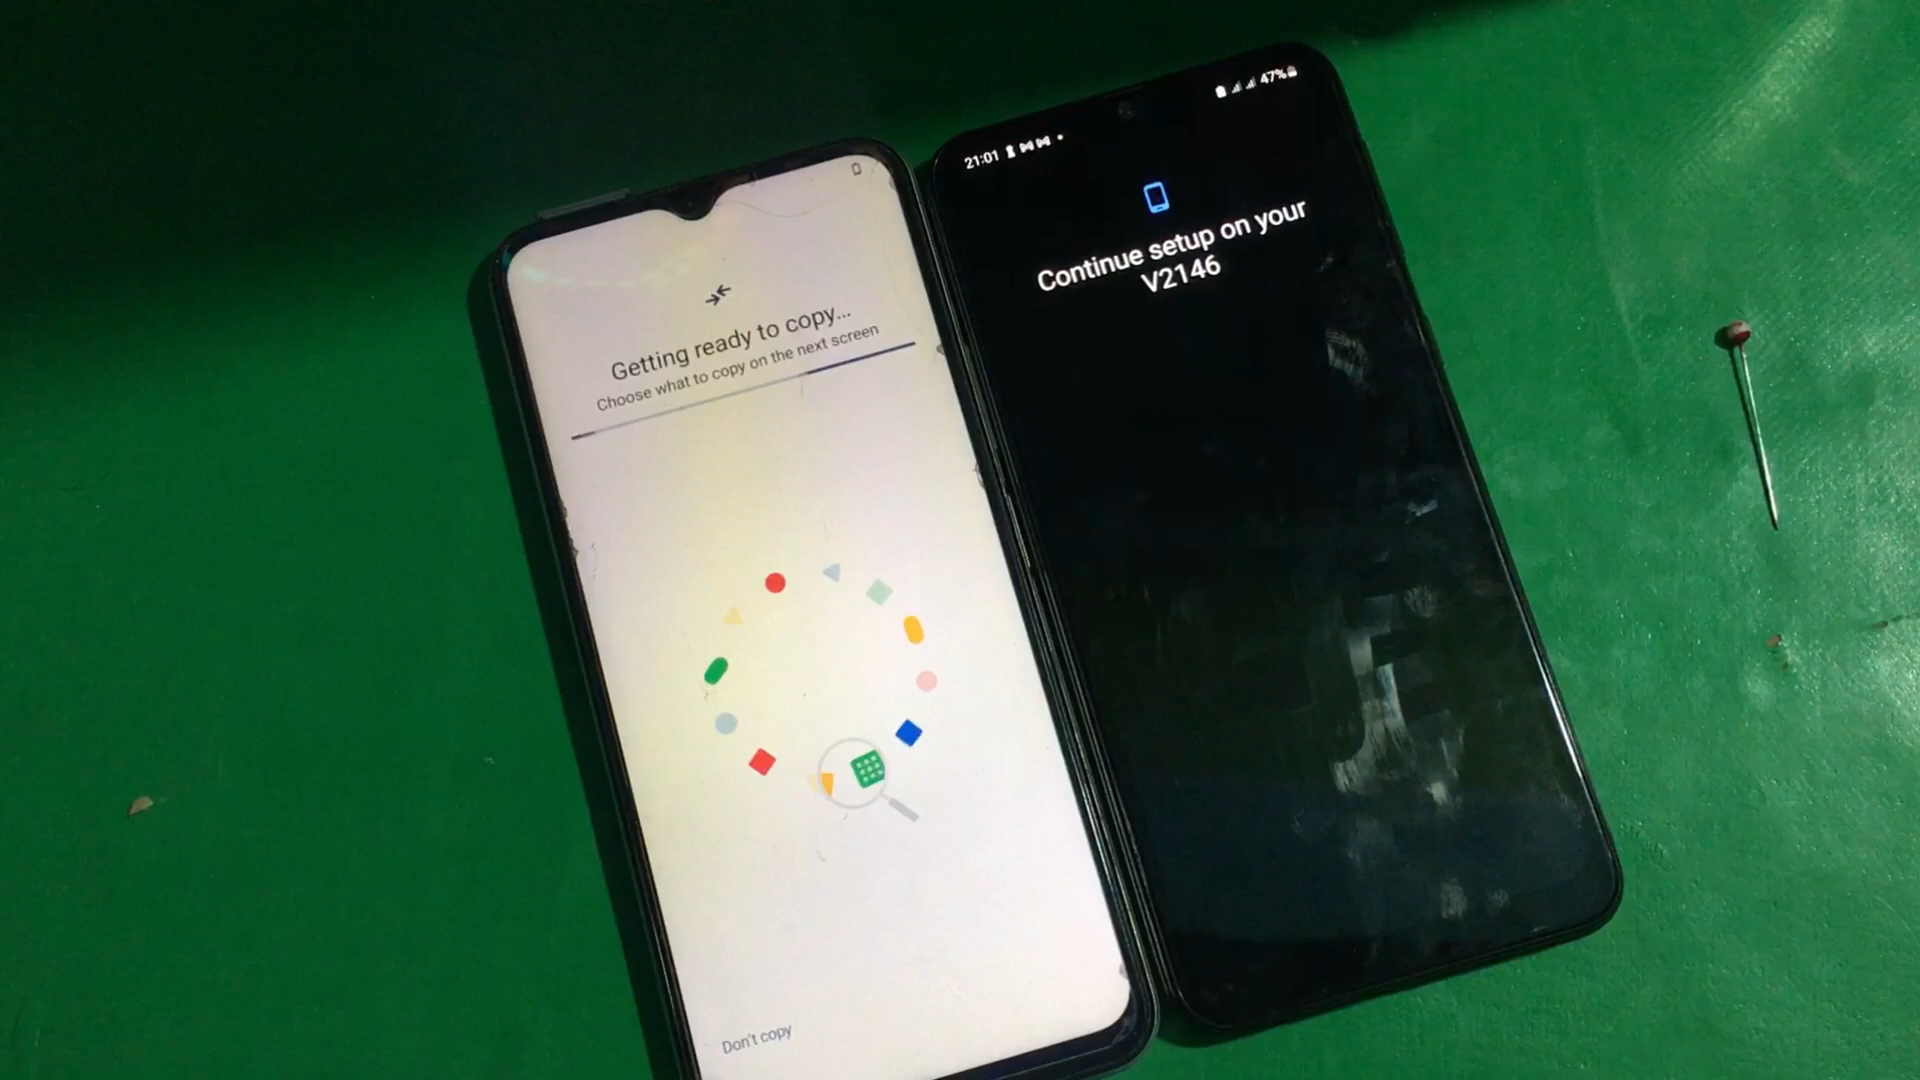 Getting ready to copy...
Choose what to copy on the next screen
Don't copy
21:01
47%
Continue setup on your
V2146